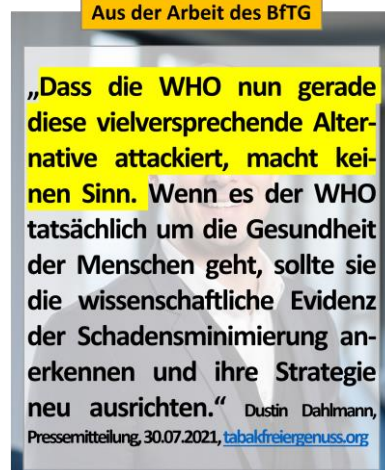 Aus der Arbeit des BfTG
„Dass die WHO nun gerade
diese vielversprechende Alter-
native attackiert, macht kei-
nen Sinn. Wenn es der WHO
tatsächlich um die Gesundheit
der Menschen geht, sollte sie
die wissenschaftliche Evidenz
der Schadensminimierung an-
erkennen und ihre Strategie
neu ausrichten.“ Dustin Dahlmann,
Pressemitteilung, 30.07.2021, tabakfreiergenuss.org